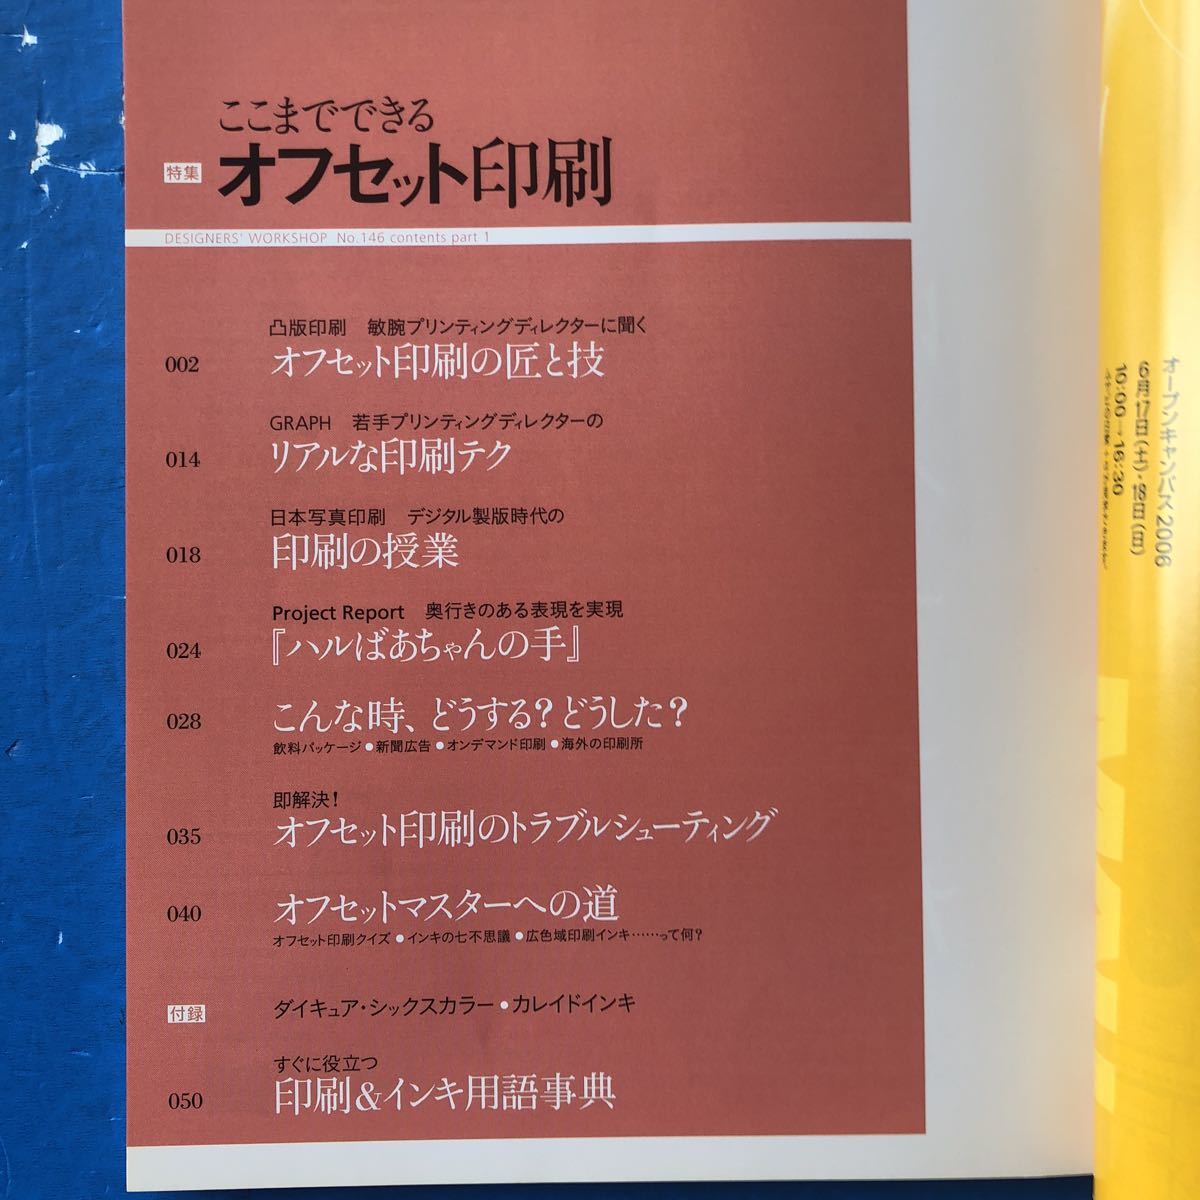 ここまでできる
特集 オフセット印刷
DESIGNERS' WORKSHOP No.146 contents part 1
凸版印刷　敏腕プリンティングディレクターに聞く
002 オフセット印刷の匠と技
GRAPH　若手プリンティングディレクターの
014 リアルな印刷テク
日本写真印刷　デジタル製版時代の
018 印刷の授業
Project Report　奥行きのある表現を実現
024 『ハルばあちゃんの手』
028 こんな時、どうする?どうした?
飲料パッケージ●新聞広告●オンデマンド印刷●海外の印刷所
即解決!
035 オフセット印刷のトラブルシューティング
040 オフセットマスターへの道
オフセット印刷クイズ●インキの七不思議●広色域印刷インキ……って何?
付録 ダイキュア・シックスカラー●カレイドインキ
すぐに役立つ
050 印刷&インキ用語事典
オープンキャンパス2006
6月17日(土)・18日(日)
10:00→16:30